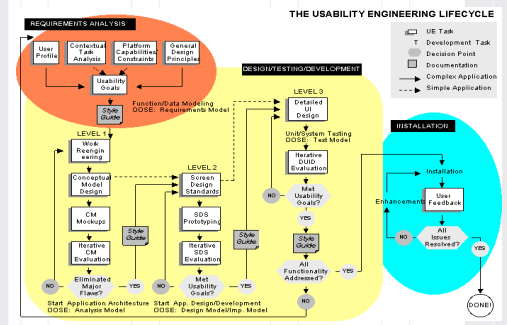 THE USABILITY ENGINEERING LIFECYCLE
REQUIREMENTS ANALYSIS
User
Profile
Contextual
Task
Analysis
Platform
Capabilities/
Constraints
General
Design
Principles
Usability
Goals
Style
Guide
UE Task
T Development Task
Decision Point
Documentation
Complex Application
Simple Application
DESIGN/TESTING/DEVELOPMENT
Function/Data Modeling
OOSE: Requirements Model
LEVEL 1
Work
Reengin
eering
Conceptual
Model
Design
CM
Mockups
Iterative
CM
Evaluation
Eliminated
Major
Flaws?
NO
YES
Style
Guide
Start Application Architecture
OOSE: Analysis Model
LEVEL 2
Screen
Design
Standards
SDS
Prototyping
Iterative
SDS
Evaluation
Met
Usability
Goals?
NO
YES
Style
Guide
Start App. Design/Development
OOSE: Design Model/Imp. Model
LEVEL 3
Detailed
UI
Design
Unit/System Testing
OOSE: Test Model
Iterative
DUID
Evaluation
Met
Usability
Goals?
NO
YES
Style
Guide
All
Functionality
Addressed?
YES
NO
INSTALLATION
Installation
Enhancements
User
Feedback
All
Issues
Resolved?
NO
YES
DONE!